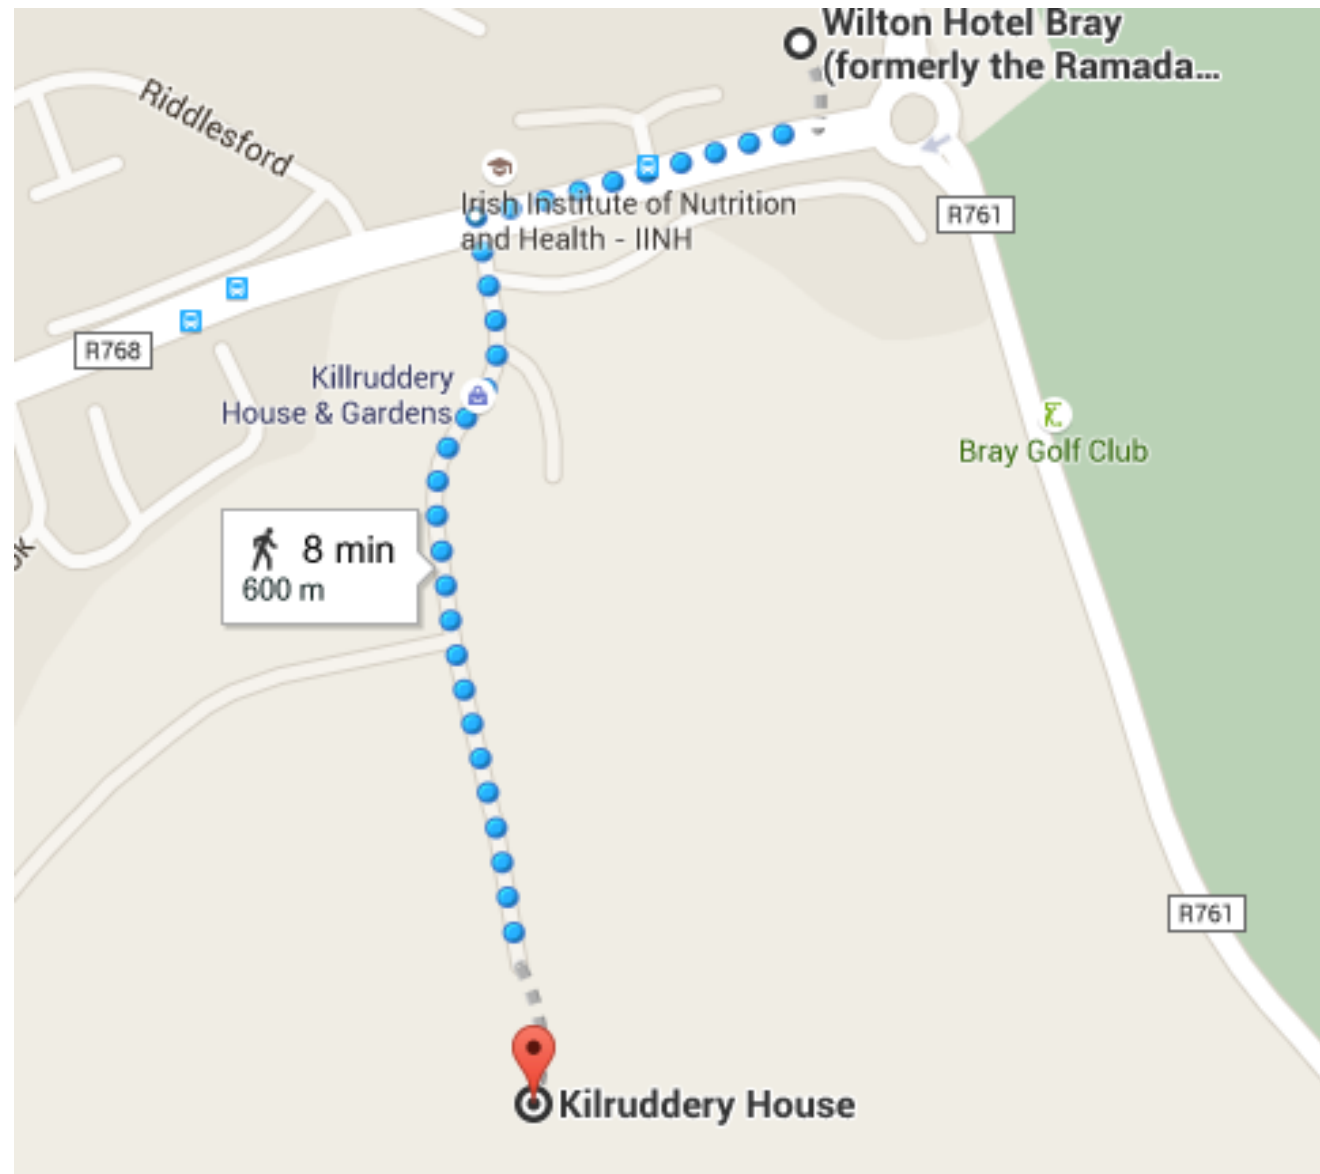 Wilton Hotel Bray
(formerly the Ramada...
Riddlesford
Irish Institute of Nutrition
and Health - IINH
R761
R768
Killruddery
House & Gardens
Bray Golf Club
8 min
600 m
R761
Kilruddery House